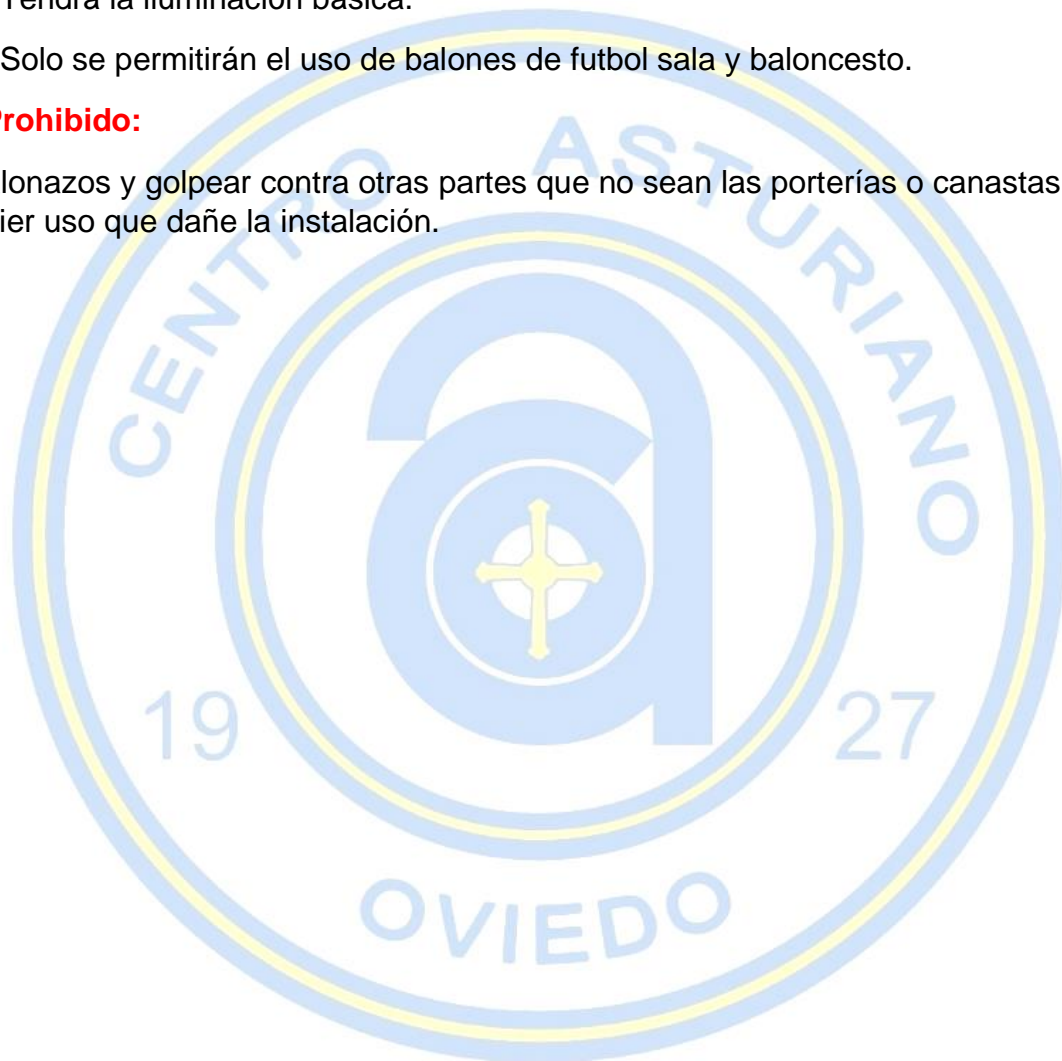 Tendrá la iluminación básica.
Solo se permitirán el uso de balones de futbol sala y baloncesto.
Prohibido:
lonazos y golpear contra otras partes que no sean las porterías o canastas
ier uso que dañe la instalación.
CENTRO ASTURIANO
19 27
OVIEDO